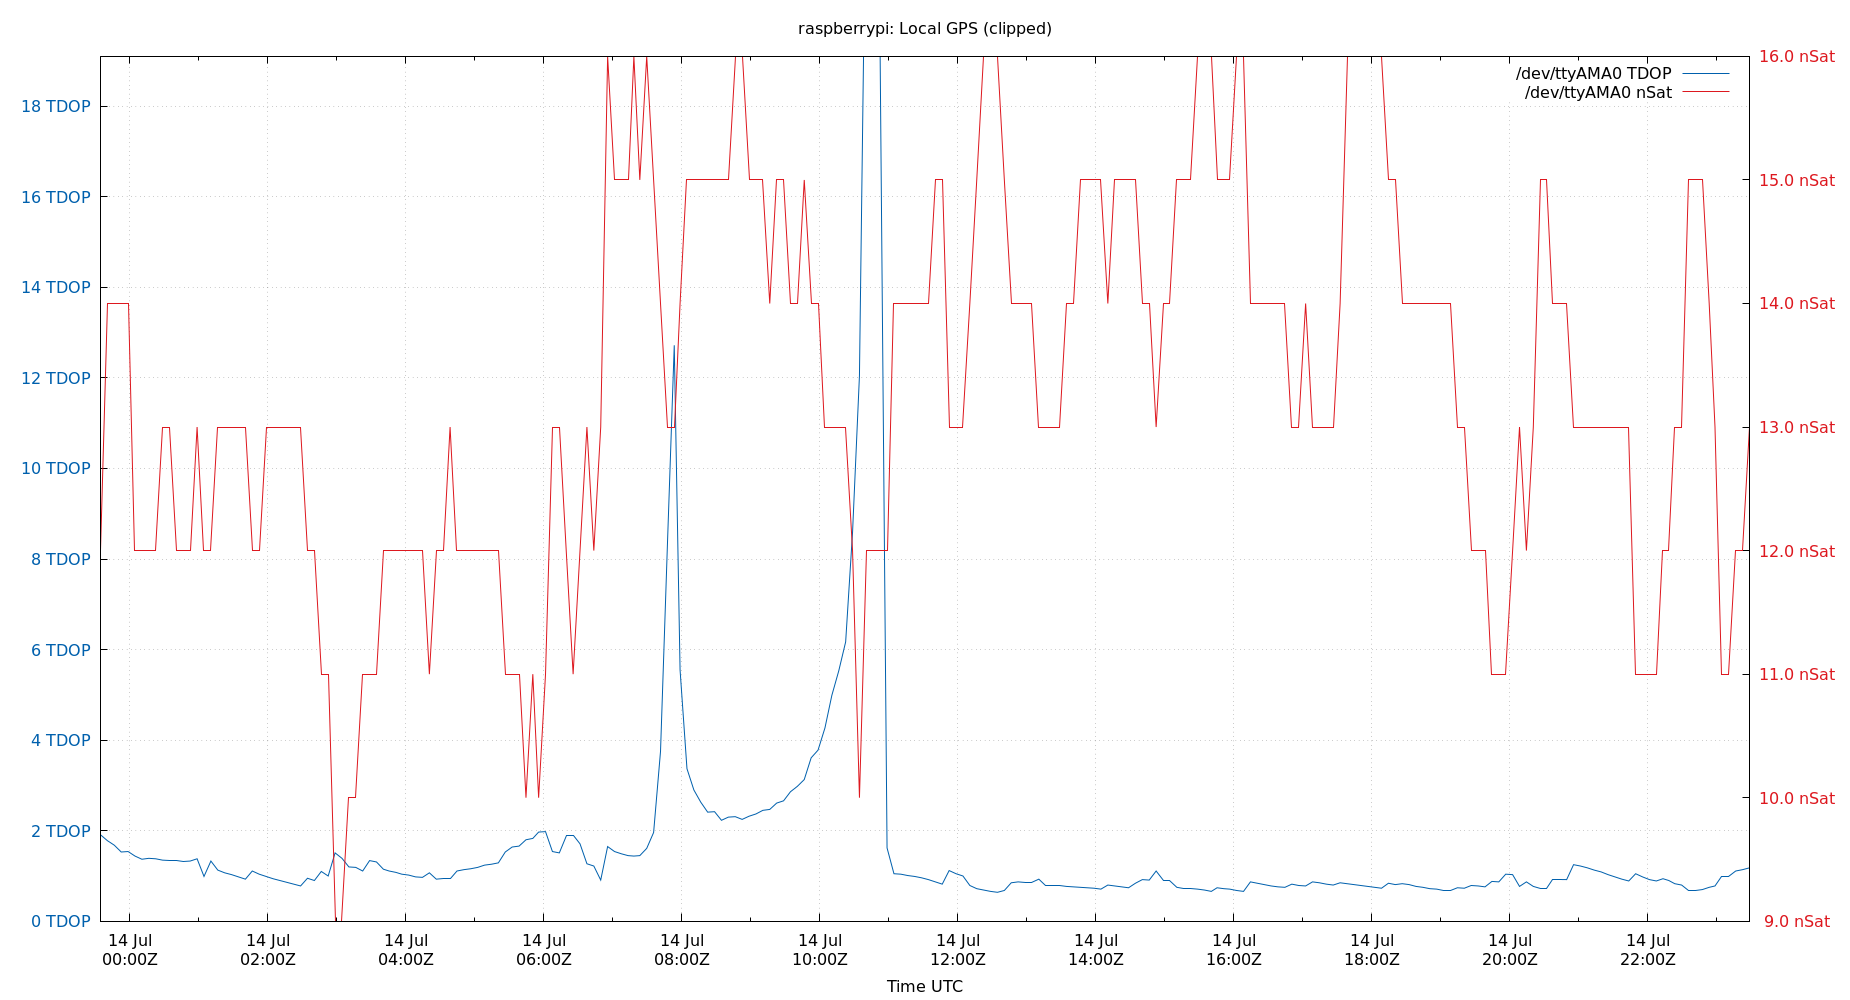 raspberrypi: Local GPS (clipped)
/dev/ttyAMA0 TDOP
/dev/ttyAMA0 nSat
18 TDOP
16 TDOP
14 TDOP
12 TDOP
10 TDOP
8 TDOP
6 TDOP
4 TDOP
2 TDOP
0 TDOP
16.0 nSat
15.0 nSat
14.0 nSat
13.0 nSat
12.0 nSat
11.0 nSat
10.0 nSat
9.0 nSat
14 Jul 14 Jul 14 Jul 14 Jul 14 Jul 14 Jul 14 Jul 14 Jul 14 Jul 14 Jul 14 Jul 14 Jul
00:00Z 02:00Z 04:00Z 06:00Z 08:00Z 10:00Z 12:00Z 14:00Z 16:00Z 18:00Z 20:00Z 22:00Z
Time UTC